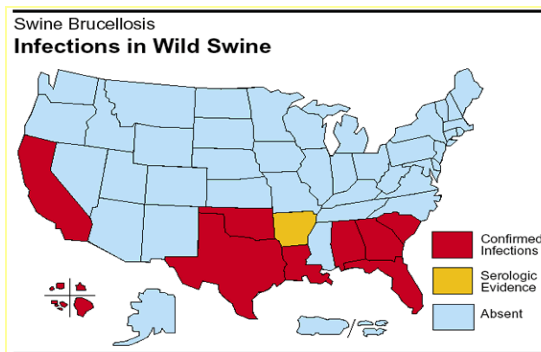 Swine Brucellosis
Infections in Wild Swine
Confirmed
Infections
Serologic
Evidence
Absent